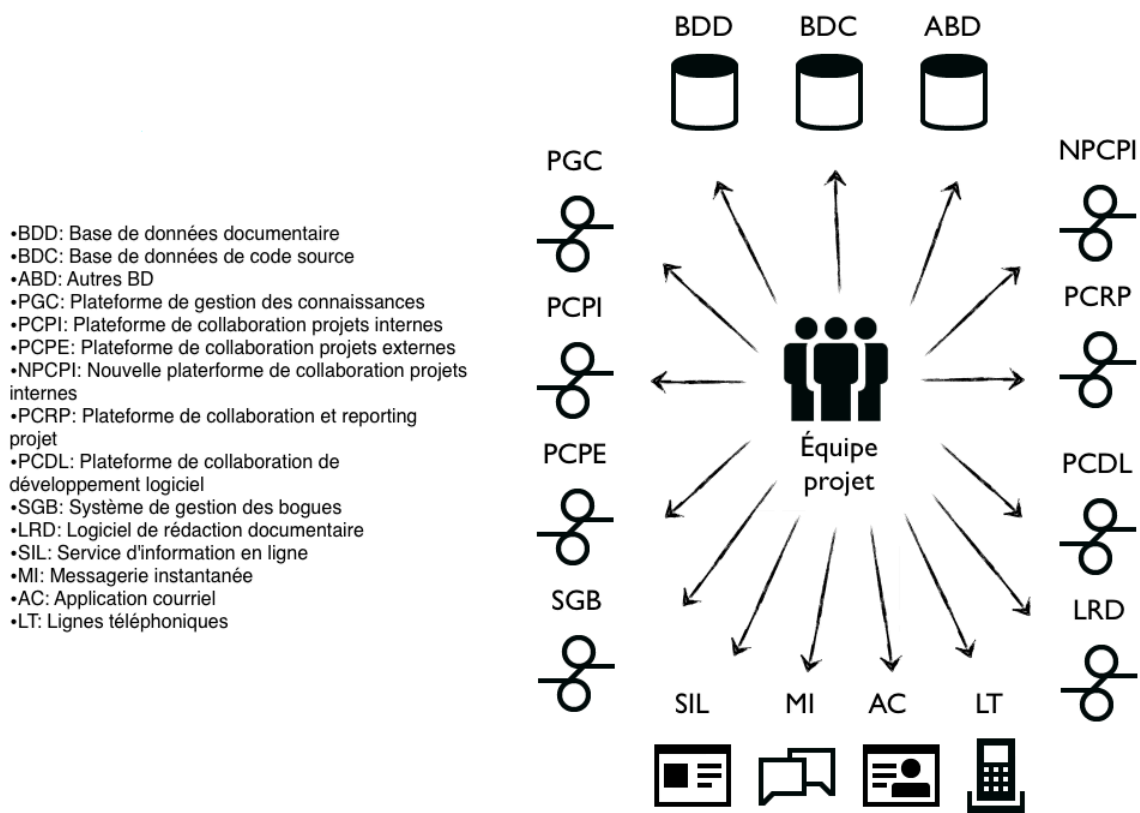 BDD BDC ABD
PGC
NPCPI
•BDD: Base de données documentaire
•BDC: Base de données de code source
•ABD: Autres BD
•PGC: Plateforme de gestion des connaissances
•PCPI: Plateforme de collaboration projets internes
•PCPE: Plateforme de collaboration projets externes
•NPCPI: Nouvelle platerforme de collaboration projets
internes
•PCRP: Plateforme de collaboration et reporting
projet
•PCDL: Plateforme de collaboration de
développement logiciel
•SGB: Système de gestion des bogues
•LRD: Logiciel de rédaction documentaire
•SIL: Service d'information en ligne
•MI: Messagerie instantanée
•AC: Application courriel
•LT: Lignes téléphoniques
PCPI
PCRP
Équipe
projet
PCPE
PCDL
SGB
LRD
SIL MI AC LT